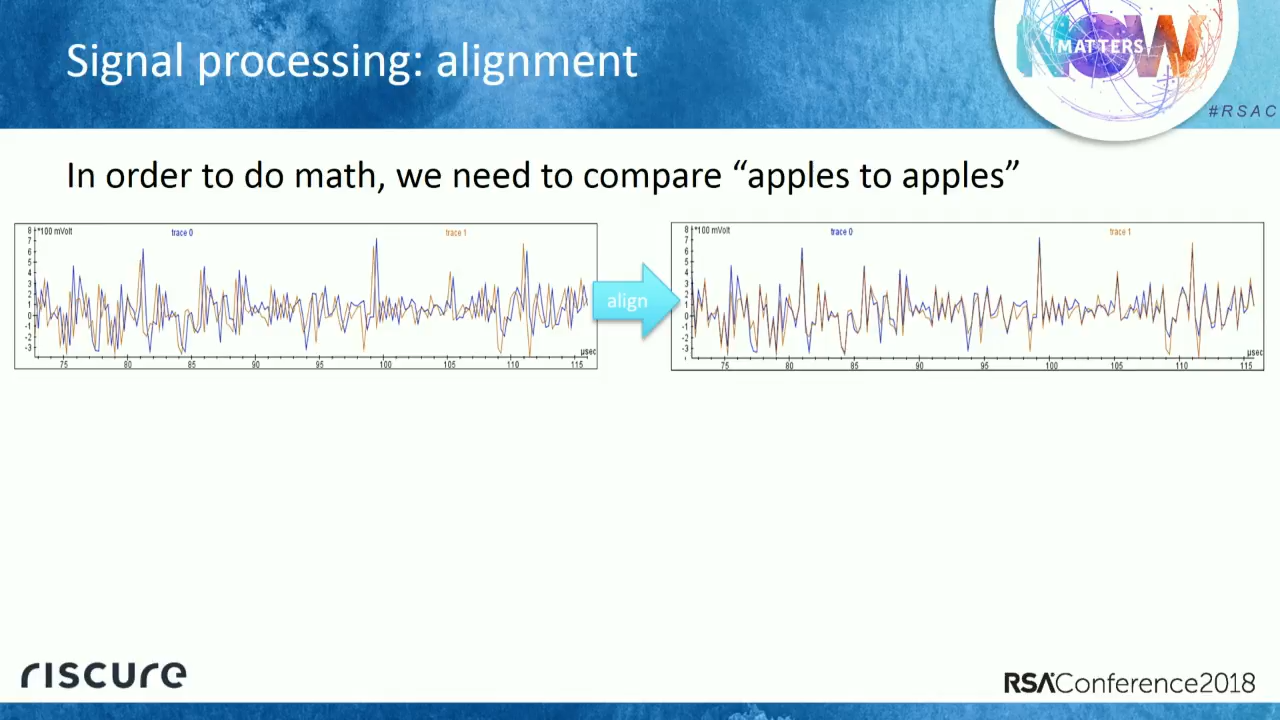 Signal processing: alignment
NOW
MATTERS
#RSAC
In order to do math, we need to compare “apples to apples”
8 *100 mVolt trace 0 trace 1
7
6
5
4
3
2
1
0
-1
-2
-3
µsec
75 80 85 90 95 100 105 110 115
align
8 *100 mVolt trace 0 trace 1
7
6
5
4
3
2
1
0
-1
-2
-3
µsec
75 80 85 90 95 100 105 110 115
riscure
RSAConference2018